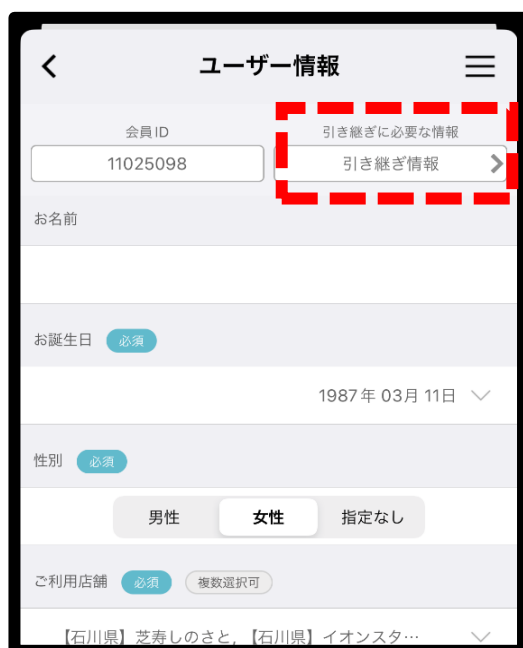 ユーザー情報
会員ID
引き継ぎに必要な情報
11025098
引き継ぎ情報
お名前
お誕生日 必須
1987年 03月 11日
性別 必須
男性 女性 指定なし
ご利用店舗 必須 複数選択可
【石川県】芝寿しのさと, 【石川県】イオンスタ…